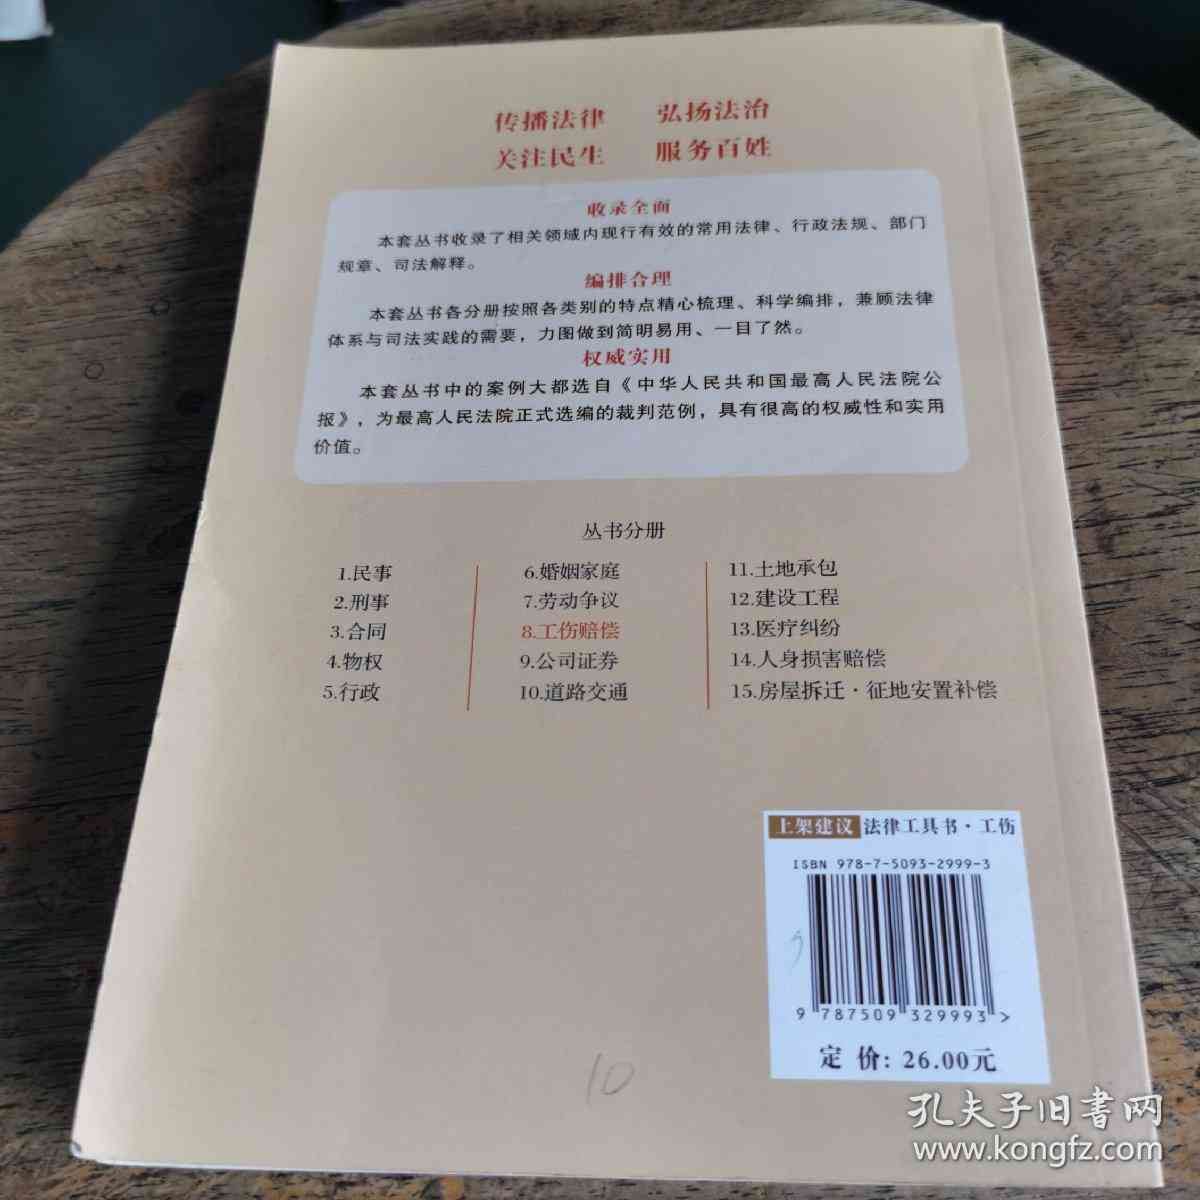 传播法律 弘扬法治
关注民生 服务百姓
收录全面
本套丛书收录了相关领域内现行有效的常用法律、行政法规、部门
规章、司法解释。
编排合理
本套丛书各分册按照各类别的特点精心梳理、科学编排，兼顾法律
体系与司法实践的需要，力图做到简明易用、一目了然。
权威实用
本套丛书中的案例大都选自《中华人民共和国最高人民法院公
报》，为最高人民法院正式选编的裁判范例，具有很高的权威性和实用
价值。
丛书分册
1.民事
2.刑事
3.合同
4.物权
5.行政
6.婚姻家庭
7.劳动争议
8.工伤赔偿
9.公司证券
10.道路交通
11.土地承包
12.建设工程
13.医疗纠纷
14.人身损害赔偿
15.房屋拆迁·征地安置补偿
上架建议 法律工具书·工伤
ISBN 978-7-5093-2999-3
9 787509 329993 >
定 价: 26.00元
10
孔夫子旧书网
www.kongfz.com